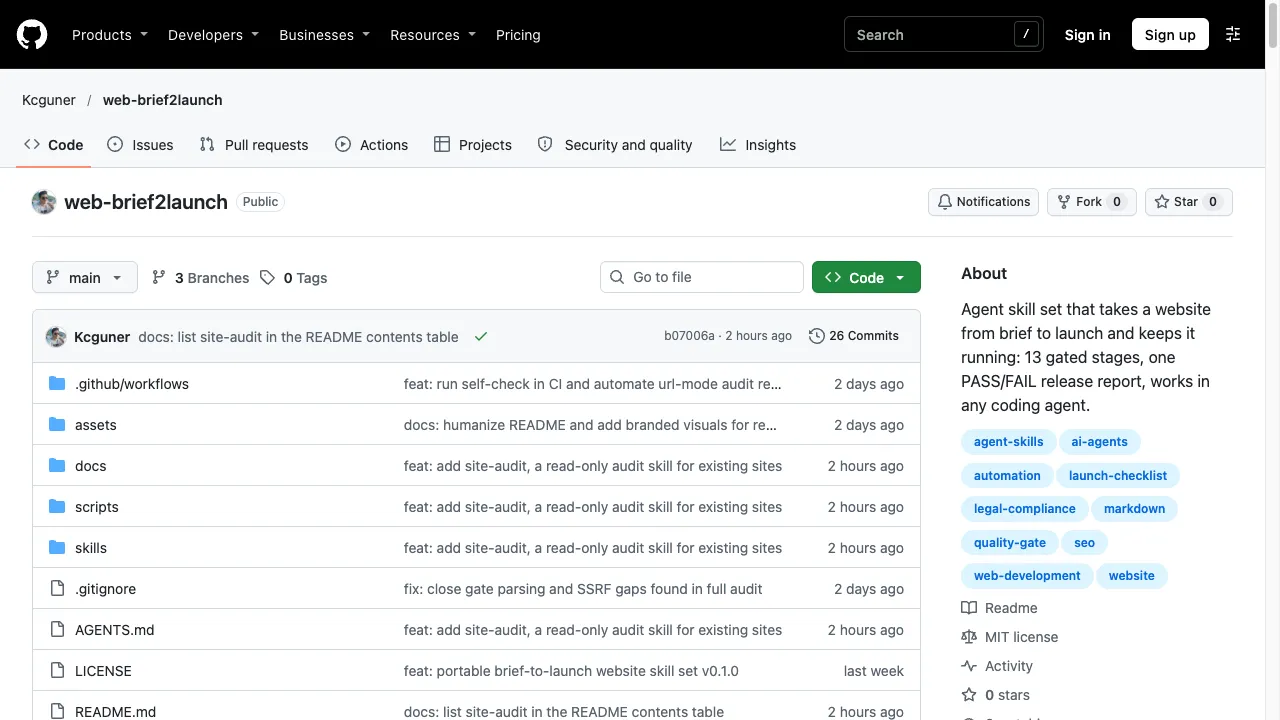 Products Developers Businesses Resources Pricing Search / Sign in Sign up
Kcguner / web-brief2launch
Code Issues Pull requests Actions Projects Security and quality Insights
web-brief2launch Public Notifications Fork 0 Star 0
main 3 Branches 0 Tags Go to file Code
Kcguner docs: list site-audit in the README contents table b07006a · 2 hours ago 26 Commits
.github/workflows feat: run self-check in CI and automate url-mode audit re… 2 days ago
assets docs: humanize README and add branded visuals for re… 2 days ago
docs feat: add site-audit, a read-only audit skill for existing sites 2 hours ago
scripts feat: add site-audit, a read-only audit skill for existing sites 2 hours ago
skills feat: add site-audit, a read-only audit skill for existing sites 2 hours ago
.gitignore fix: close gate parsing and SSRF gaps found in full audit 2 days ago
AGENTS.md feat: add site-audit, a read-only audit skill for existing sites 2 hours ago
LICENSE feat: portable brief-to-launch website skill set v0.1.0 last week
README.md docs: list site-audit in the README contents table 2 hours ago
About
Agent skill set that takes a website
from brief to launch and keeps it
running: 13 gated stages, one
PASS/FAIL release report, works in
any coding agent.
agent-skills ai-agents
automation launch-checklist
legal-compliance markdown
quality-gate seo
web-development website
Readme
MIT license
Activity
0 stars